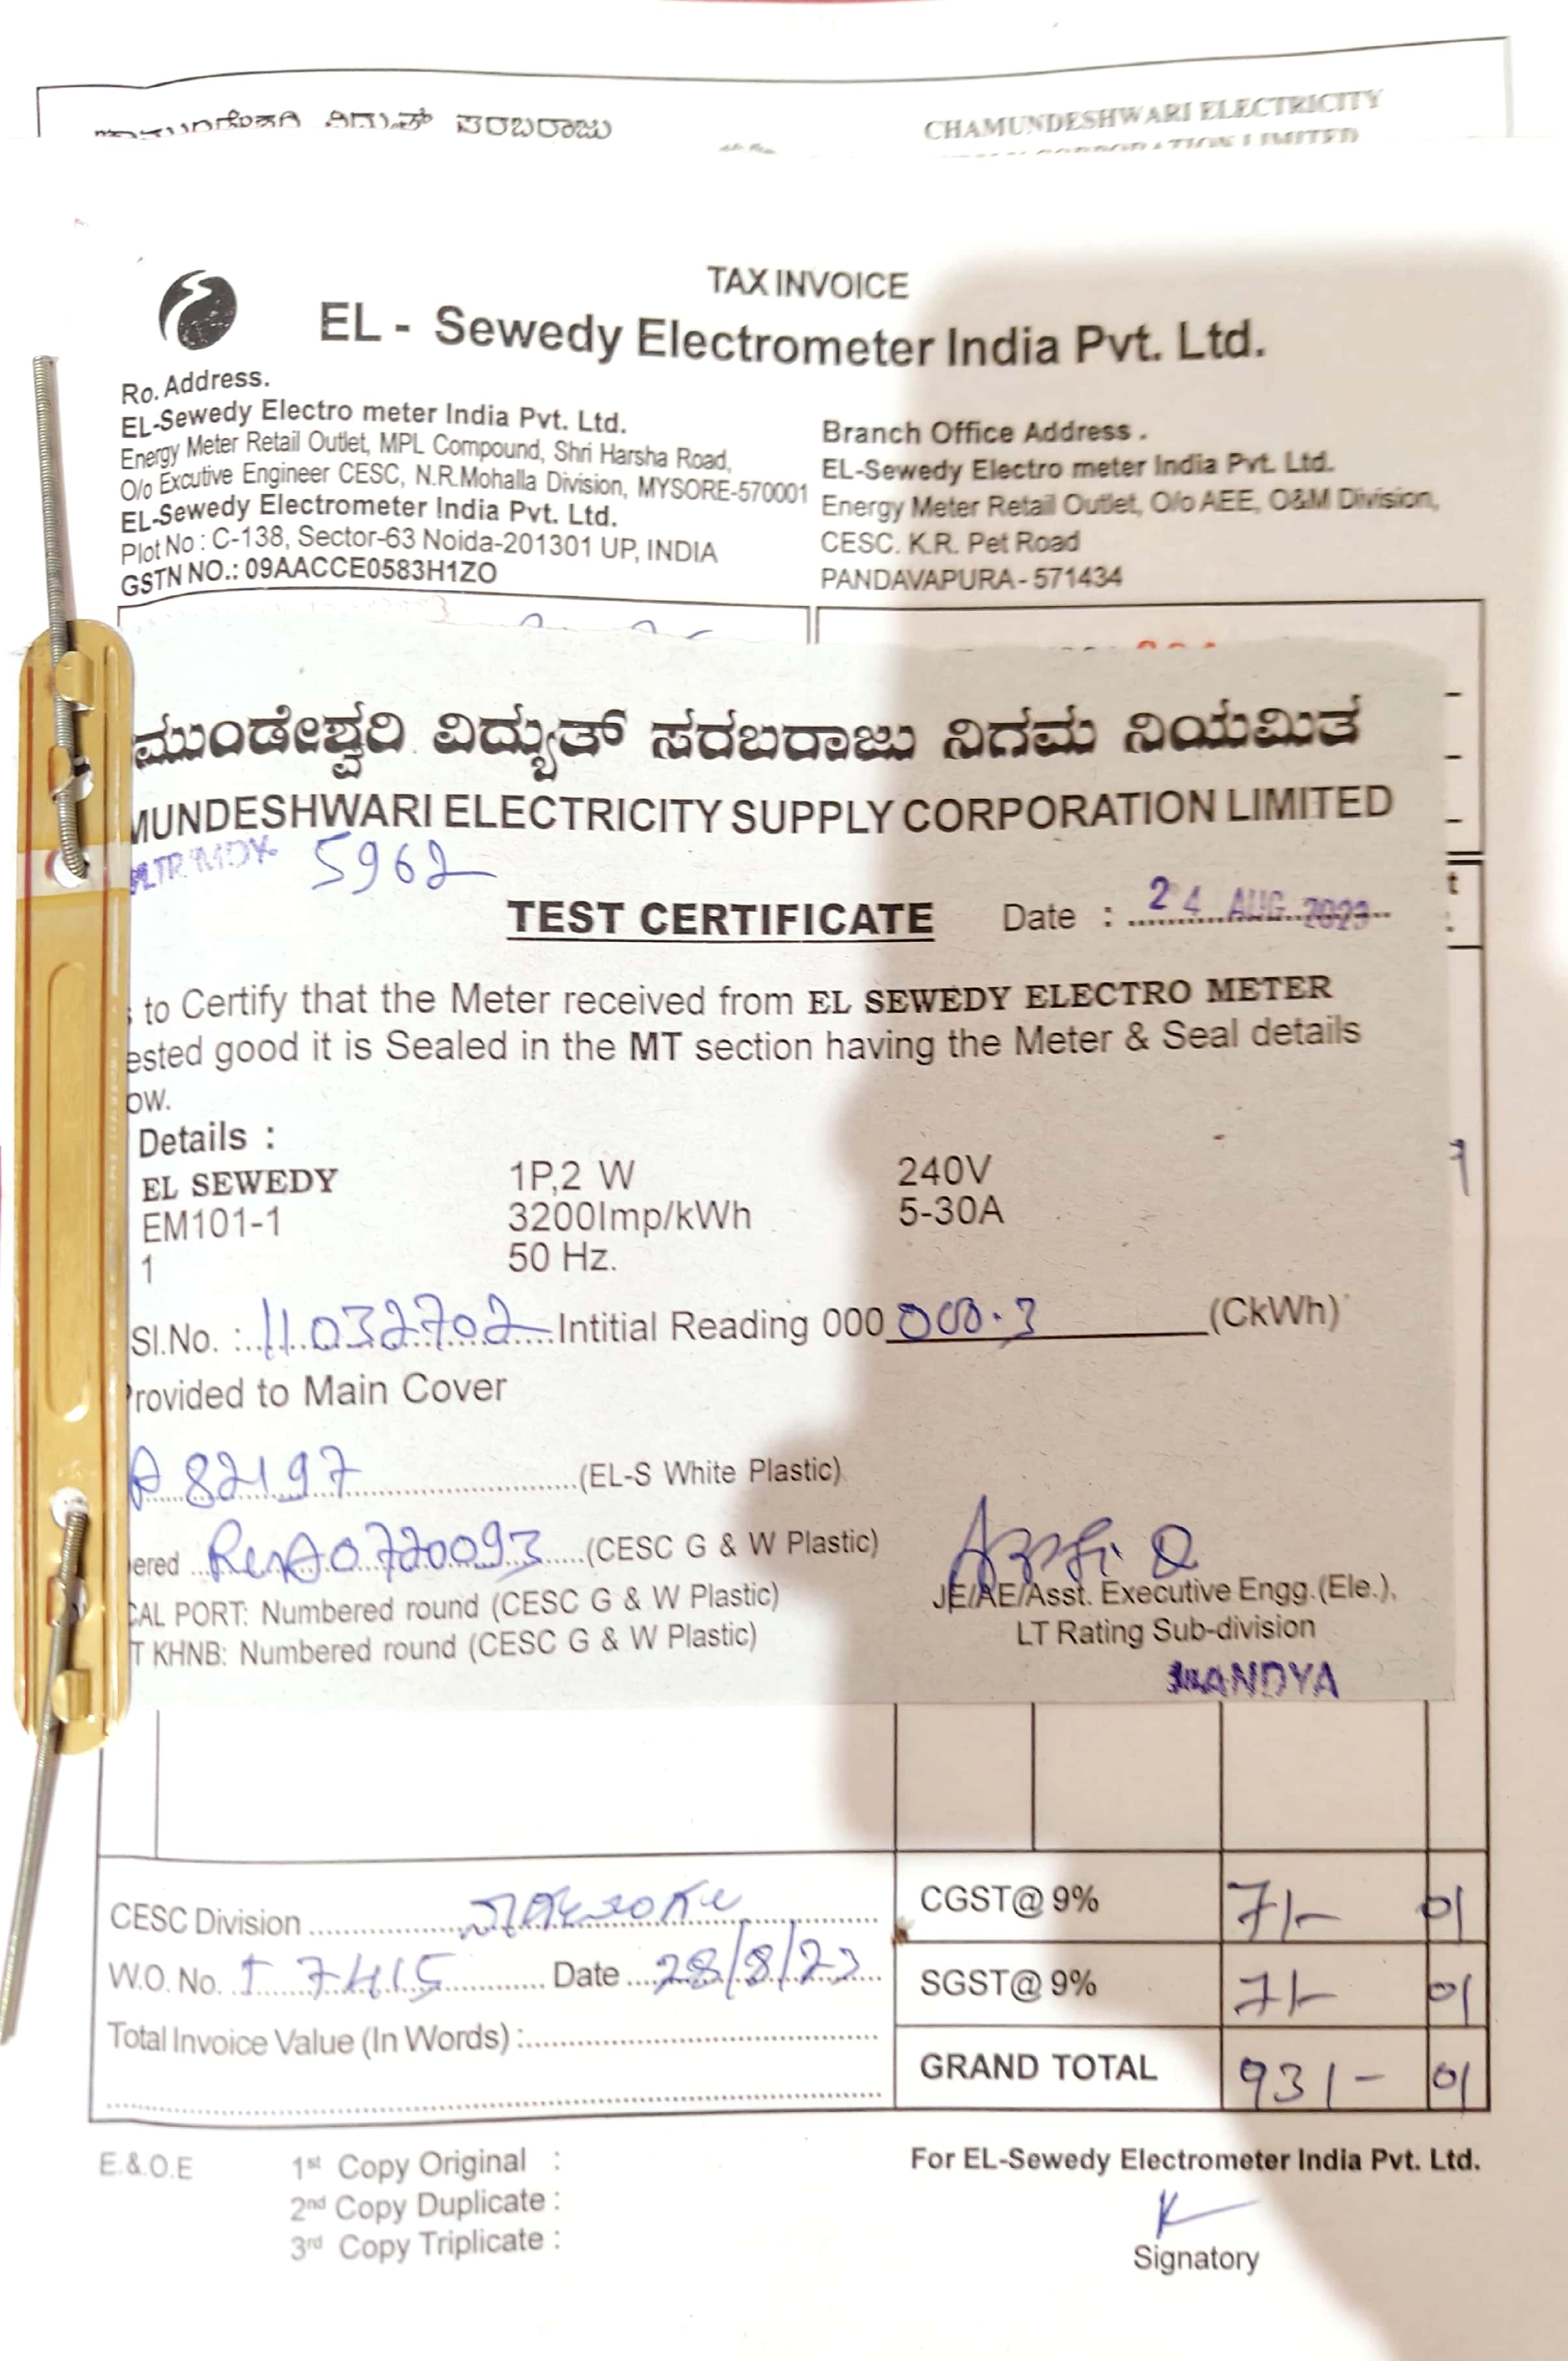 ಸರಬರಾಜು
CHAMUNDESHWARI ELECTRICITY
CORPORATION LIMITED
TAX INVOICE
EL - Sewedy Electrometer India Pvt. Ltd.
Ro. Address.
EL-Sewedy Electro meter India Pvt. Ltd.
Energy Meter Retail Outlet, MPL Compound, Shri Harsha Road,
O/o Excutive Engineer CESC, N.R.Mohalla Division, MYSORE-570001
EL-Sewedy Electrometer India Pvt. Ltd.
Plot No : C-138, Sector-63 Noida-201301 UP, INDIA
GSTN NO.: 09AACCE0583H1ZO
Branch Office Address .
EL-Sewedy Electro meter India Pvt. Ltd.
Energy Meter Retail Outlet, O/o AEE, O&M Division,
CESC. K.R. Pet Road
PANDAVAPURA - 571434
ಮುಂಡೇಶ್ವರಿ ವಿದ್ಯುತ್ ಸರಬರಾಜು ನಿಗಮ ನಿಯಮಿತ
MUNDESHWARI ELECTRICITY SUPPLY CORPORATION LIMITED
5962
TEST CERTIFICATE Date : 24 AUG 2023
to Certify that the Meter received from EL SEWEDY ELECTRO METER
ested good it is Sealed in the MT section having the Meter & Seal details
ow.
Details :
EL SEWEDY 1P,2 W 240V
EM101-1 3200Imp/kWh 5-30A
1 50 Hz.
Sl.No. : 11032702 Intitial Reading 000 000.3 (CkWh)
rovided to Main Cover
82197 (EL-S White Plastic)
ered 0720093 (CESC G & W Plastic)
CAL PORT: Numbered round (CESC G & W Plastic)
T KHNB: Numbered round (CESC G & W Plastic)
JE/AE/Asst. Executive Engg.(Ele.),
LT Rating Sub-division
MANDYA
CESC Division
W.O. No. 7415 Date 28/8/23
Total Invoice Value (In Words) :
CGST@ 9% 71- 01
SGST@ 9% 71- 01
GRAND TOTAL 931- 01
E.&.O.E
1st Copy Original :
2nd Copy Duplicate :
3rd Copy Triplicate :
For EL-Sewedy Electrometer India Pvt. Ltd.
Signatory